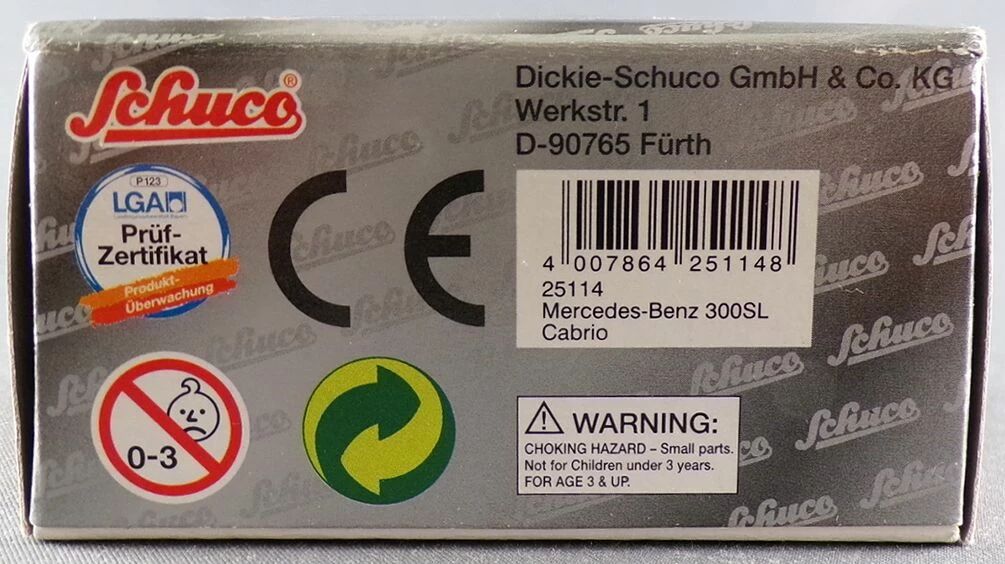 Schuco®
Dickie-Schuco GmbH & Co. KG
Werkstr. 1
D-90765 Fürth
P 123
LGA
Prüf-
Zertifikat
Produkt-
Überwachung
CE
4 007864 251148
25114
Mercedes-Benz 300SL
Cabrio
0-3
WARNING:
CHOKING HAZARD – Small parts.
Not for Children under 3 years.
FOR AGE 3 & UP.